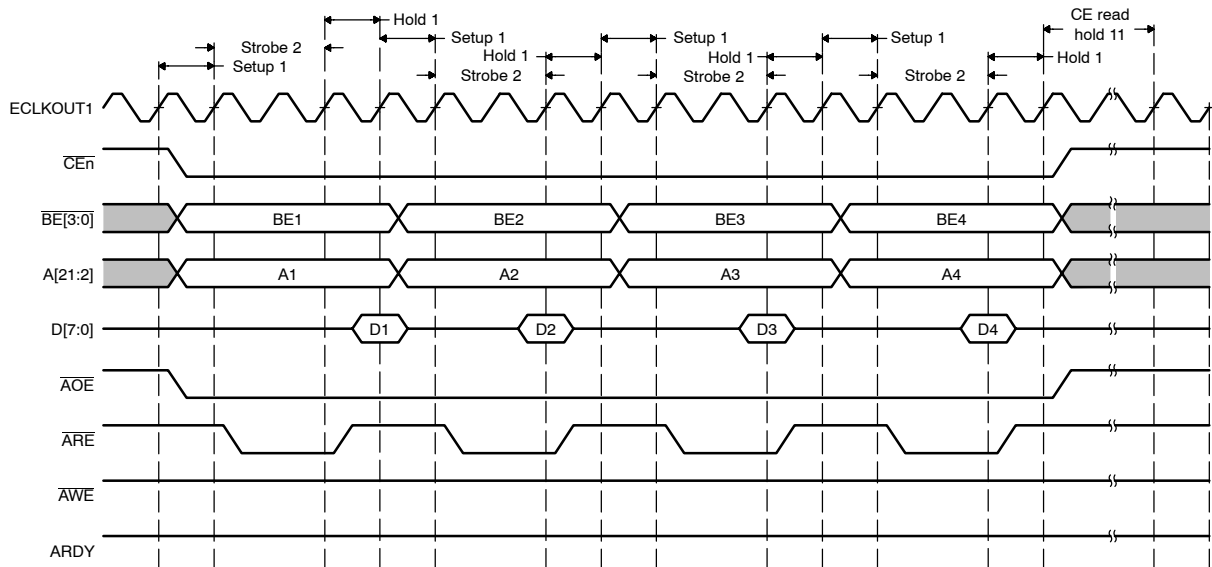 Hold 1
CE read
hold 11
Strobe 2
Setup 1
Setup 1
Hold 1
Strobe 2
Setup 1
Hold 1
Strobe 2
Setup 1
Strobe 2
Hold 1
ECLKOUT1
CEn
BE[3:0]
BE1
BE2
BE3
BE4
A[21:2]
A1
A2
A3
A4
D[7:0]
D1
D2
D3
D4
AOE
ARE
AWE
ARDY